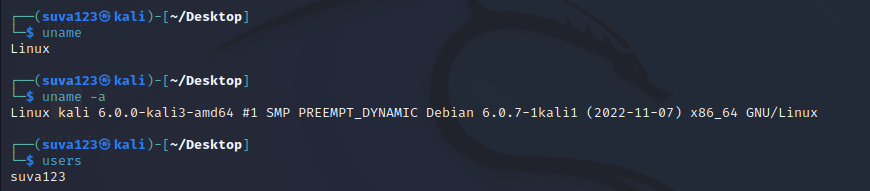 ┌──(suva123㉿kali)-[~/Desktop]
└─$ uname
Linux
┌──(suva123㉿kali)-[~/Desktop]
└─$ uname -a
Linux kali 6.0.0-kali3-amd64 #1 SMP PREEMPT_DYNAMIC Debian 6.0.7-1kali1 (2022-11-07) x86_64 GNU/Linux
┌──(suva123㉿kali)-[~/Desktop]
└─$ users
suva123